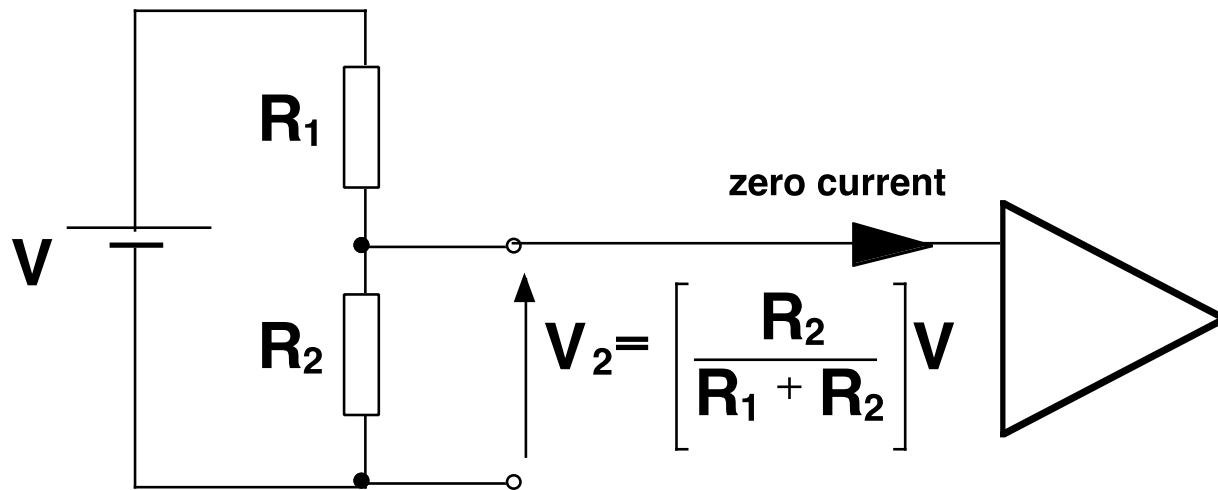 R₁
zero current
V
R₂
V₂= [R₂ / (R₁ + R₂)] V